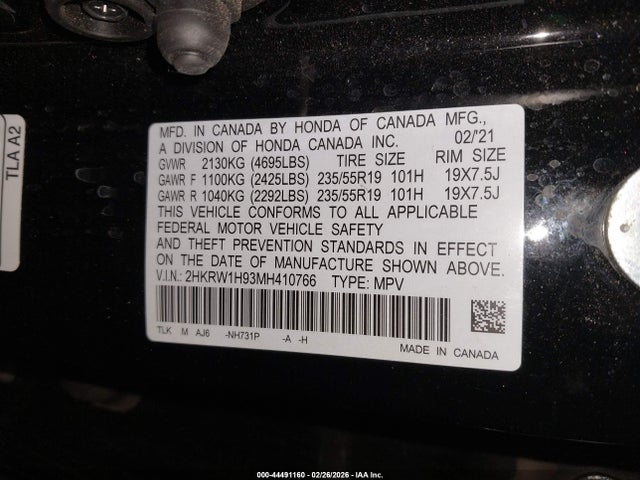 TLA A2
MFD. IN CANADA BY HONDA OF CANADA MFG.,
A DIVISION OF HONDA CANADA INC. 02/'21
GVWR 2130KG (4695LBS) TIRE SIZE RIM SIZE
GAWR F 1100KG (2425LBS) 235/55R19 101H 19X7.5J
GAWR R 1040KG (2292LBS) 235/55R19 101H 19X7.5J
THIS VEHICLE CONFORMS TO ALL APPLICABLE
FEDERAL MOTOR VEHICLE SAFETY
AND THEFT PREVENTION STANDARDS IN EFFECT
ON THE DATE OF MANUFACTURE SHOWN ABOVE.
V.I.N.: 2HKRW1H93MH410766 TYPE: MPV
TLK M AJ6 -NH731P -A -H
MADE IN CANADA
000-44491160 - 02/26/2026 - IAA Inc.